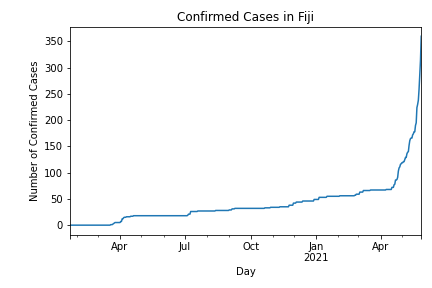 Confirmed Cases in Fiji
Number of Confirmed Cases
350
300
250
200
150
100
50
0
Apr
Jul
Oct
Jan
2021
Apr
Day